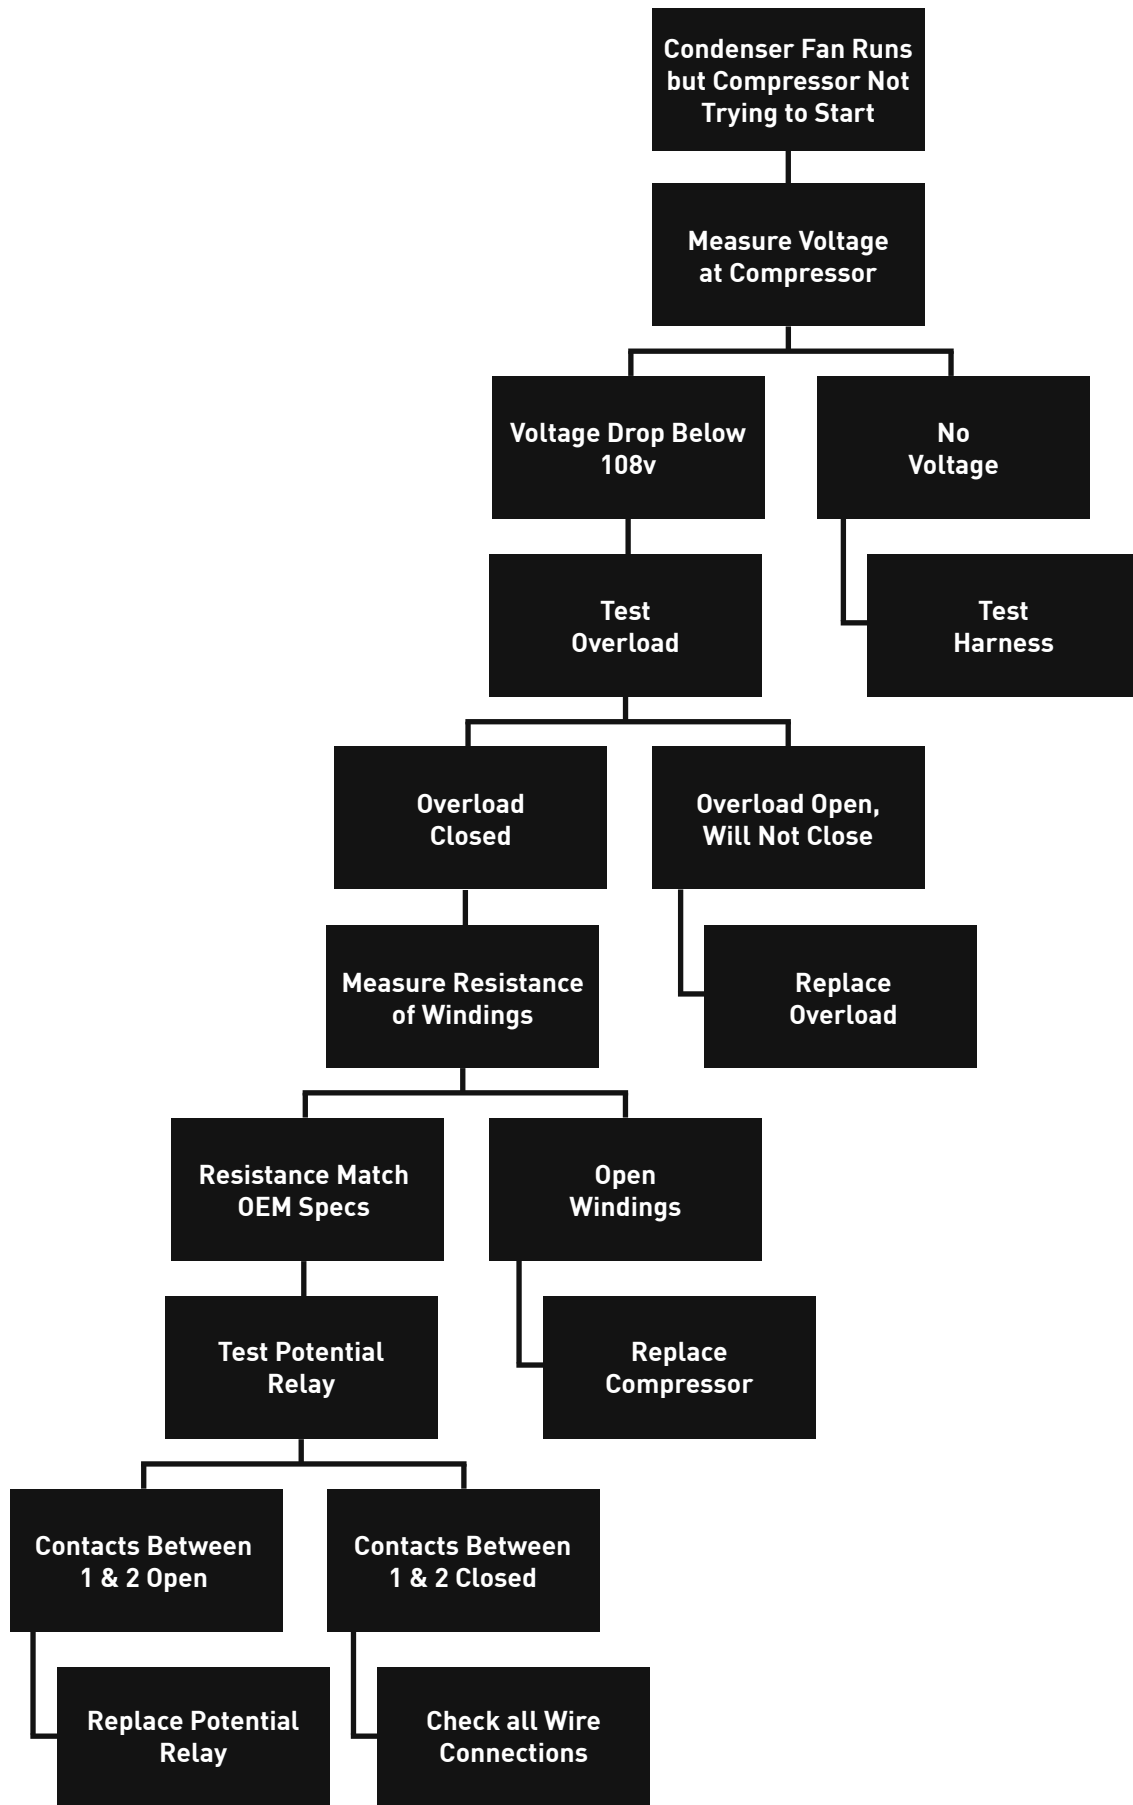 Condenser Fan Runs
but Compressor Not
Trying to Start
Measure Voltage
at Compressor
Voltage Drop Below
108v
No
Voltage
Test
Overload
Test
Harness
Overload
Closed
Overload Open,
Will Not Close
Measure Resistance
of Windings
Replace
Overload
Resistance Match
OEM Specs
Open
Windings
Test Potential
Relay
Replace
Compressor
Contacts Between
1 & 2 Open
Contacts Between
1 & 2 Closed
Replace Potential
Relay
Check all Wire
Connections